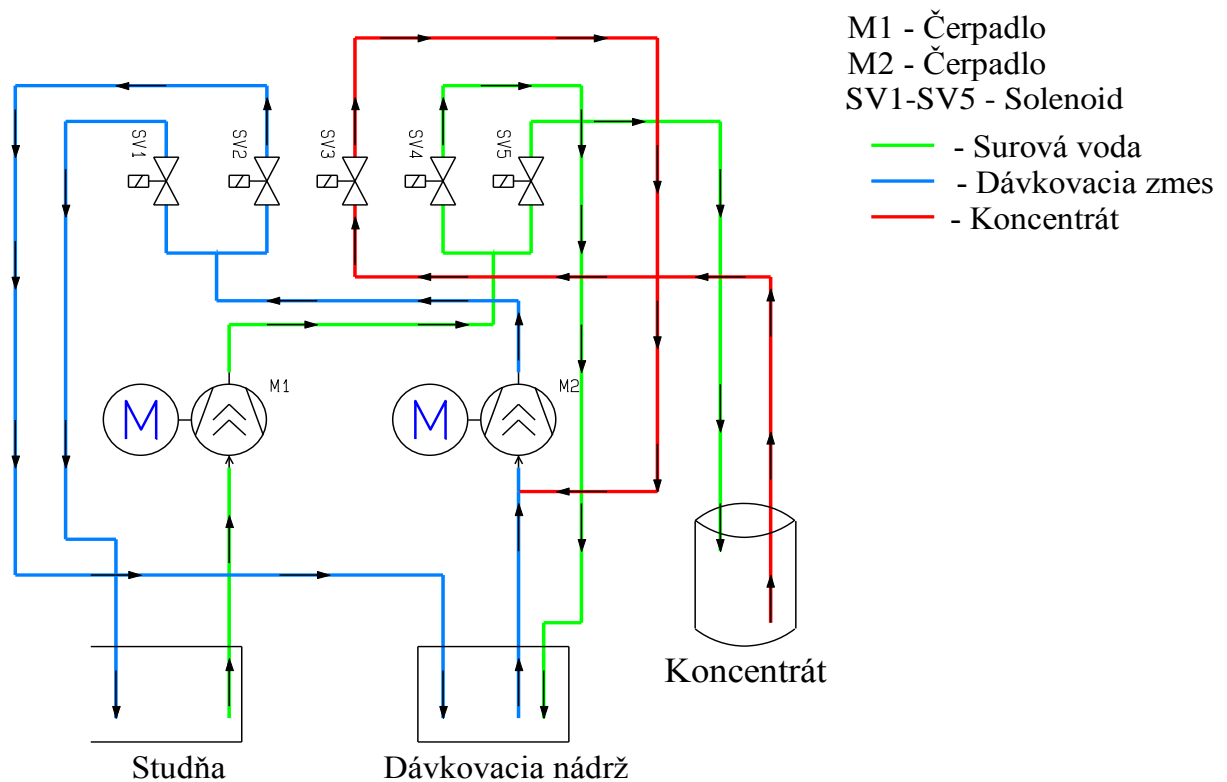 M1 - Čerpadlo
M2 - Čerpadlo
SV1-SV5 - Solenoid
- Surová voda
- Dávkovacia zmes
- Koncentrát
SV1
SV2
SV3
SV4
SV5
M
M1
M
M2
Koncentrát
Studňa
Dávkovacia nádrž